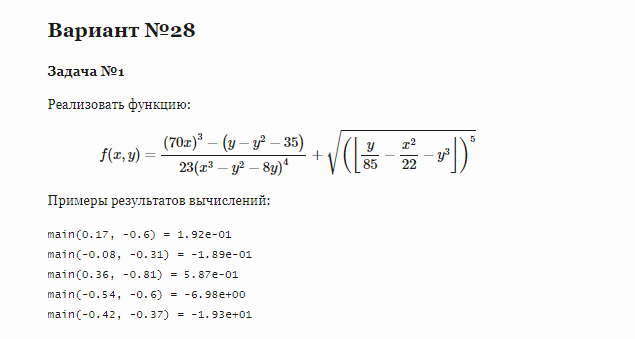 Вариант №28
Задача №1
Реализовать функцию:
f(x, y) = \frac{(70x)^3 - (y - y^2 - 35)}{23(x^3 - y^2 - 8y)^4} + \sqrt{\left(\left\lfloor \frac{y}{85} - \frac{x^2}{22} - y^3 \right\rfloor\right)^5}
Примеры результатов вычислений:
main(0.17, -0.6) = 1.92e-01
main(-0.08, -0.31) = -1.89e-01
main(0.36, -0.81) = 5.87e-01
main(-0.54, -0.6) = -6.98e+00
main(-0.42, -0.37) = -1.93e+01